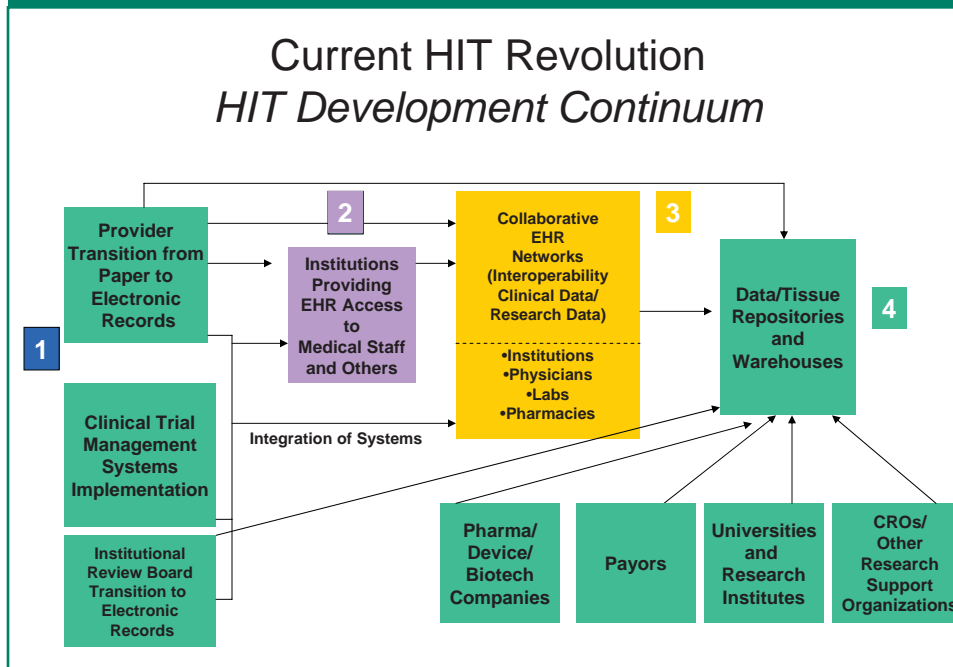 Current HIT Revolution
HIT Development Continuum
1
Provider
Transition from
Paper to
Electronic
Records
Clinical Trial
Management
Systems
Implementation
Institutional
Review Board
Transition to
Electronic
Records
2
Institutions
Providing
EHR Access
to
Medical Staff
and Others
Integration of Systems
3
Collaborative
EHR
Networks
(Interoperability
Clinical Data/
Research Data)
•Institutions
•Physicians
•Labs
•Pharmacies
4
Data/Tissue
Repositories
and
Warehouses
Pharma/
Device/
Biotech
Companies
Payors
Universities
and
Research
Institutes
CROs/
Other
Research
Support
Organizations